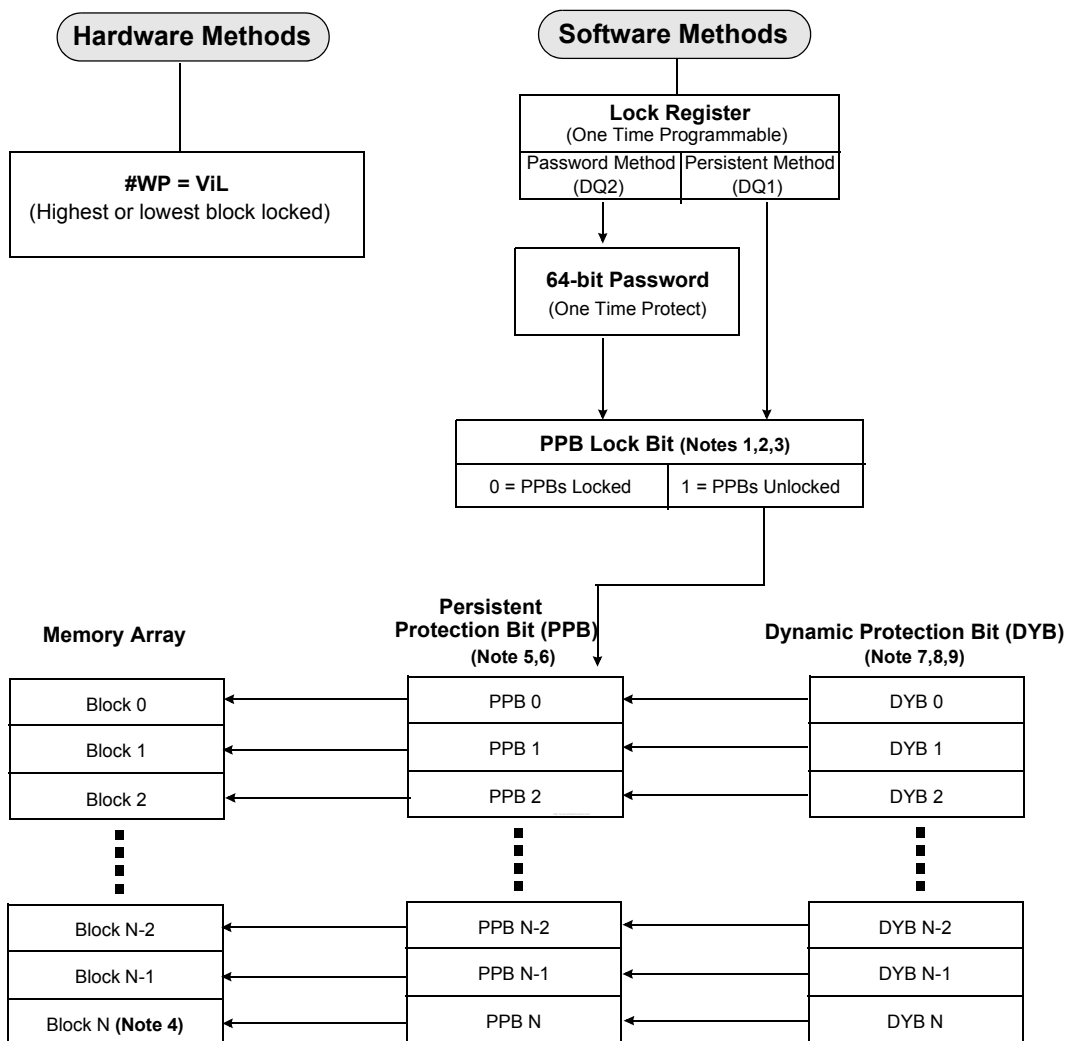 Hardware Methods
Software Methods
#WP = ViL
(Highest or lowest block locked)
Lock Register
(One Time Programmable)
Password Method
(DQ2)
Persistent Method
(DQ1)
64-bit Password
(One Time Protect)
PPB Lock Bit (Notes 1,2,3)
0 = PPBs Locked
1 = PPBs Unlocked
Memory Array
Persistent
Protection Bit (PPB)
(Note 5,6)
Dynamic Protection Bit (DYB)
(Note 7,8,9)
Block 0
PPB 0
DYB 0
Block 1
PPB 1
DYB 1
Block 2
PPB 2
DYB 2
Block N-2
PPB N-2
DYB N-2
Block N-1
PPB N-1
DYB N-1
Block N (Note 4)
PPB N
DYB N